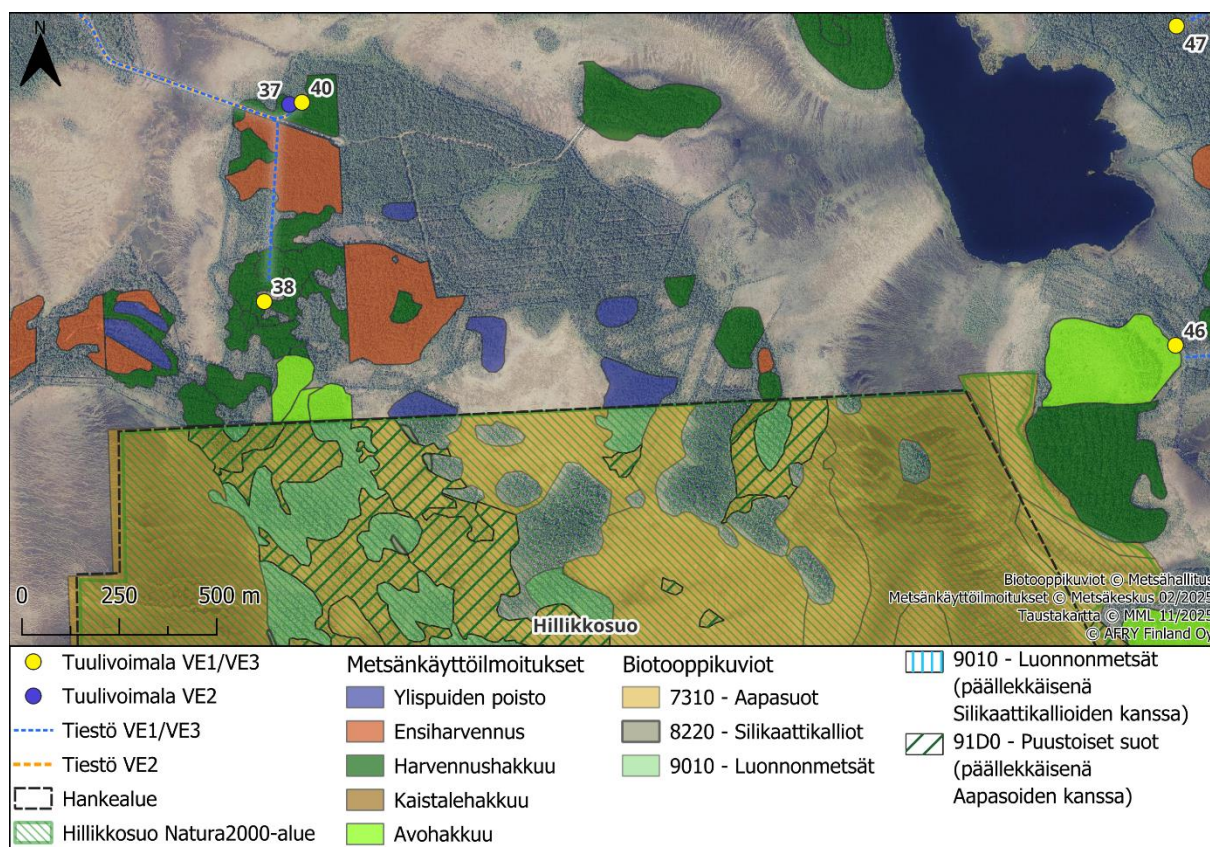 N
37
40
47
38
46
0 250 500 m
Hillikkosuo
Biotooppikuviot © Metsähallitus
Metsänkäyttöilmoitukset © Metsäkeskus 02/2025
Taustakartta © MML 11/2025
© AFRY Finland Oy
Tuulivoimala VE1/VE3
Tuulivoimala VE2
Tiestö VE1/VE3
Tiestö VE2
Hankealue
Hillikkosuo Natura2000-alue
Metsänkäyttöilmoitukset
Ylispuiden poisto
Ensiharvennus
Harvennushakkuu
Kaistalehakkuu
Avohakkuu
Biotooppikuviot
7310 - Aapasuot
8220 - Silikaattikalliot
9010 - Luonnonmetsät
9010 - Luonnonmetsät
(päällekkäisenä
Silikaattikallioiden kanssa)
91D0 - Puustoiset suot
(päällekkäisenä
Aapasoiden kanssa)